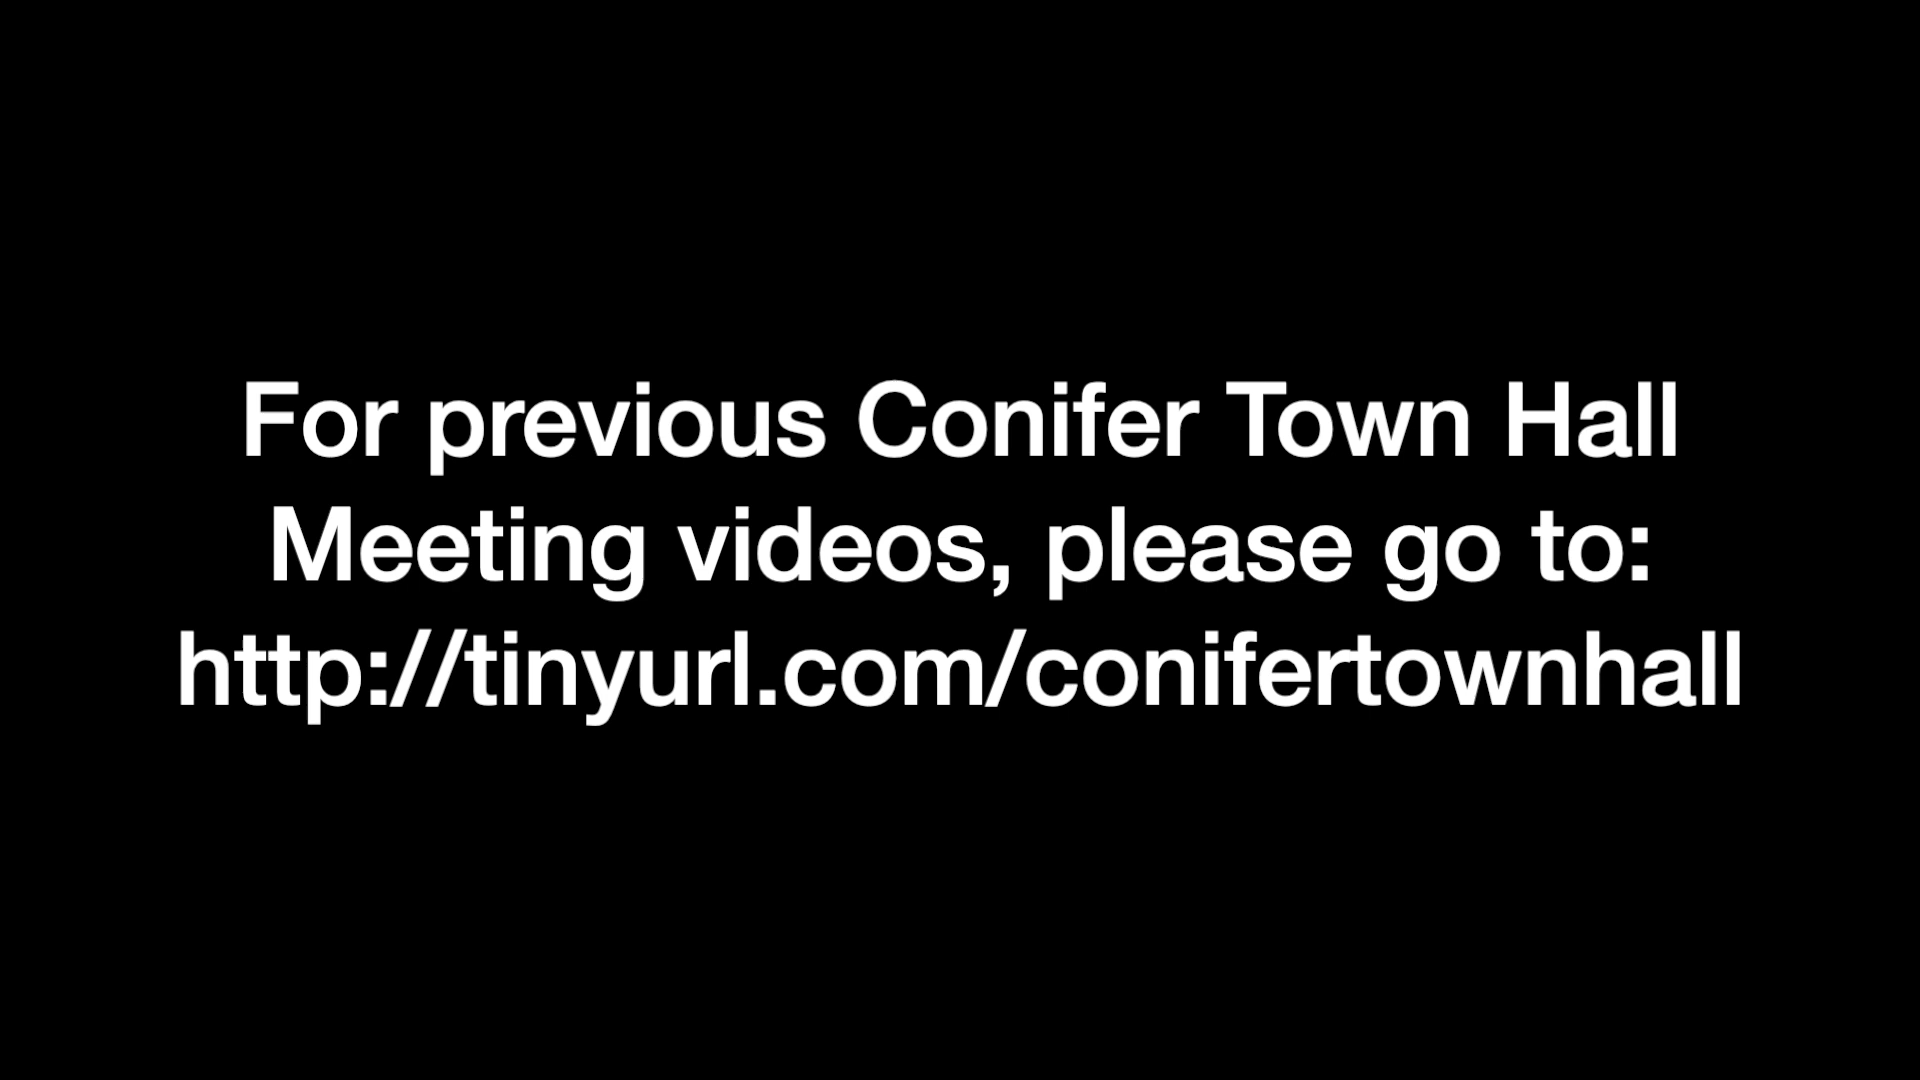 For previous Conifer Town Hall
Meeting videos, please go to:
http://tinyurl.com/conifertownhall